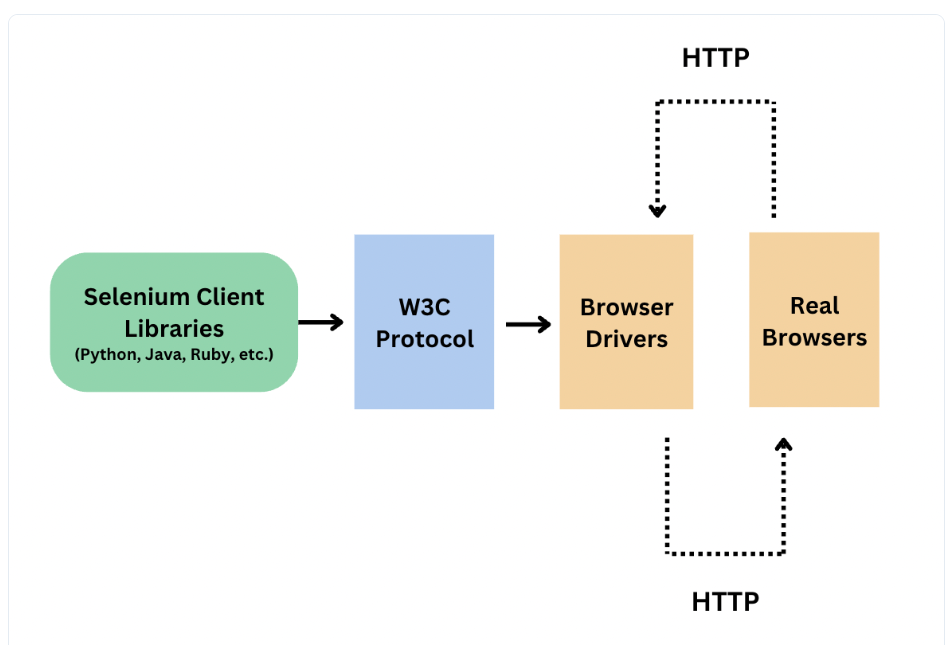 HTTP
Selenium Client
Libraries
(Python, Java, Ruby, etc.)
W3C
Protocol
Browser
Drivers
Real
Browsers
HTTP